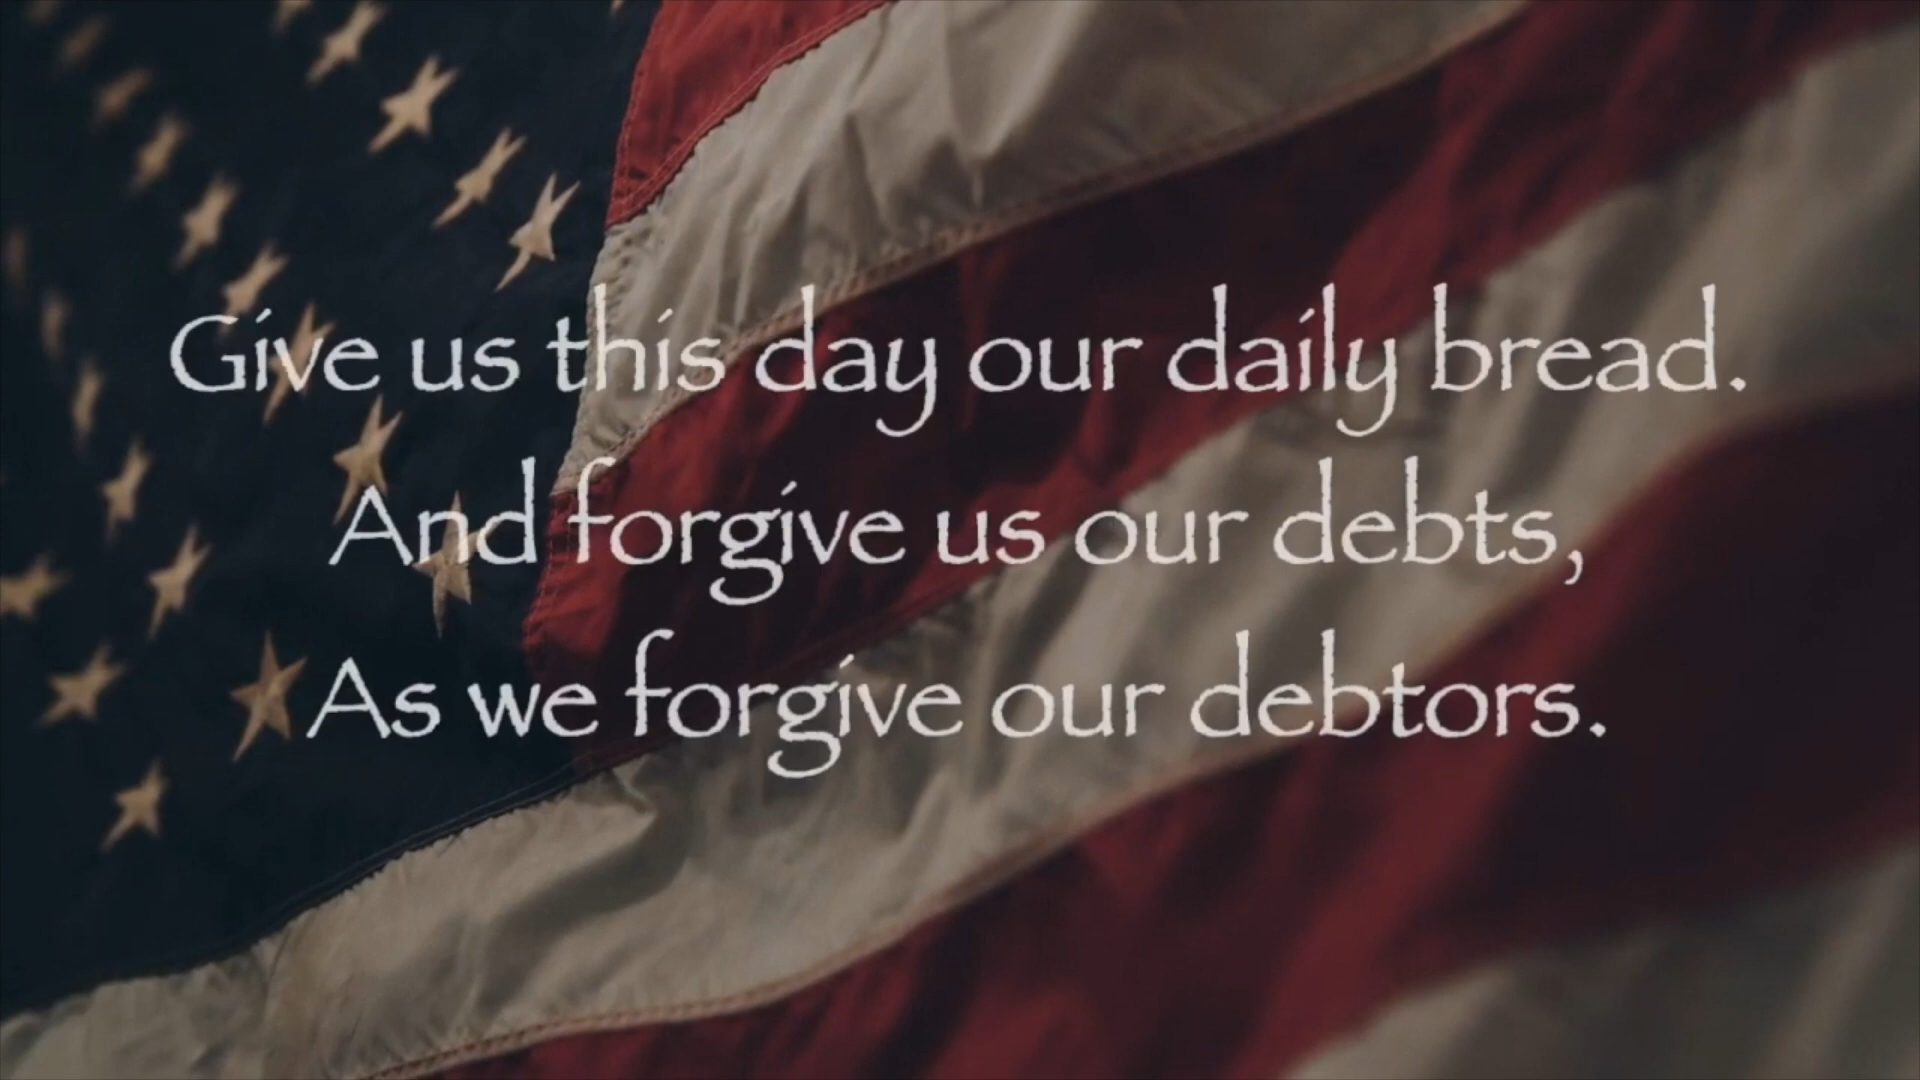 Give us this day our daily bread.
And forgive us our debts,
As we forgive our debtors.